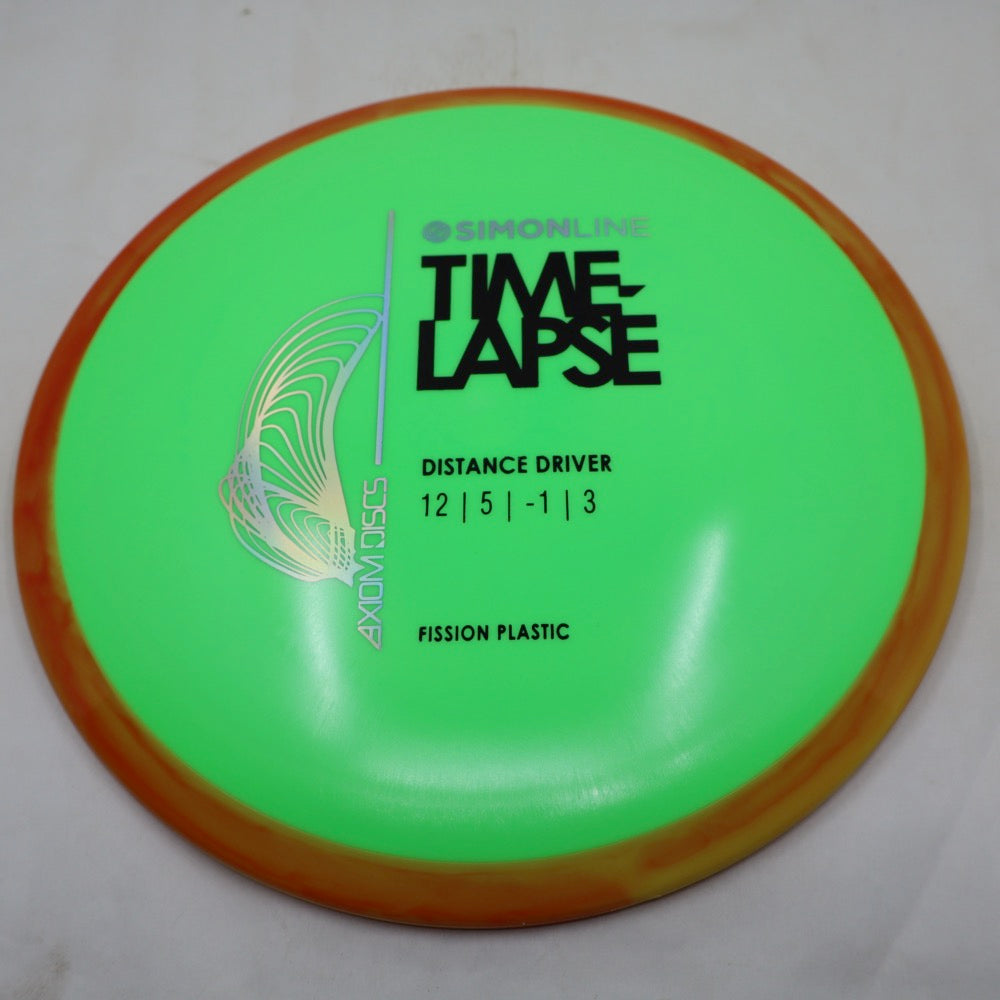 SIMONLINE
TIME-
LAPSE
DISTANCE DRIVER
12 | 5 | -1 | 3
FISSION PLASTIC
AXIOM DISCS